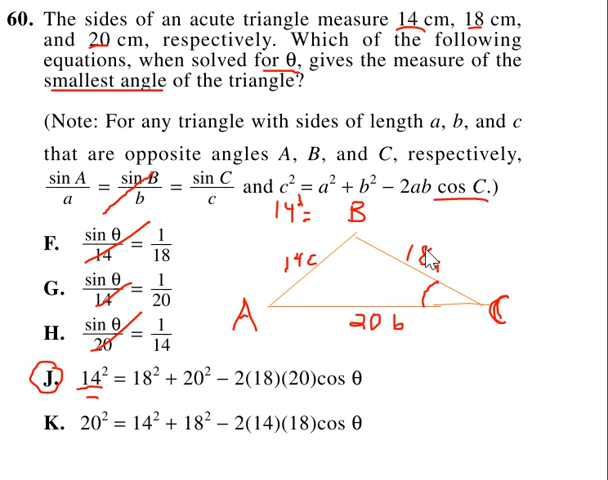 60. The sides of an acute triangle measure 14 cm, 18 cm,
and 20 cm, respectively. Which of the following
equations, when solved for θ, gives the measure of the
smallest angle of the triangle?
(Note: For any triangle with sides of length a, b, and c
that are opposite angles A, B, and C, respectively,
sin A / a = sin B / b = sin C / c and c² = a² + b² − 2ab cos C.)
14² = B
F. sin θ / 14 = 1 / 18
14c 18
G. sin θ / 14 = 1 / 20
A C
20 b
H. sin θ / 20 = 1 / 14
J. 14² = 18² + 20² − 2(18)(20)cos θ
K. 20² = 14² + 18² − 2(14)(18)cos θ